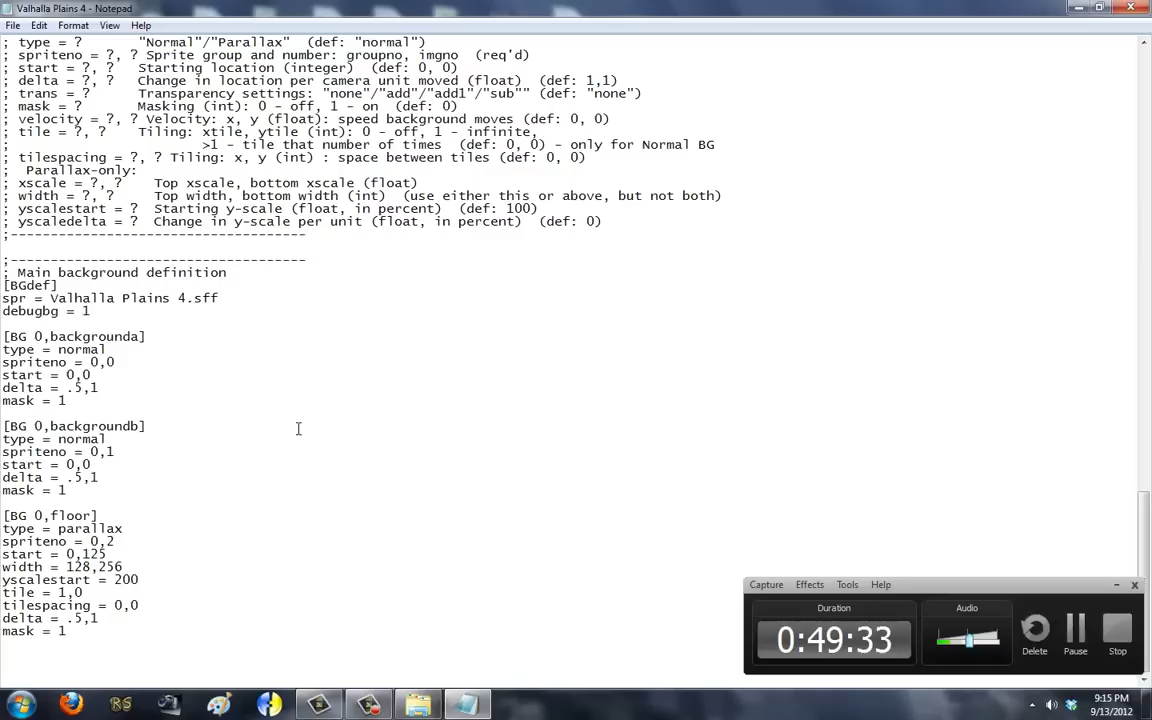 Valhalla Plains 4 - Notepad
File Edit Format View Help
; type = ? "Normal"/"Parallax" (def: "normal")
; spriteno = ?, ? Sprite group and number: groupno, imgno (req'd)
; start = ?, ? Starting location (integer) (def: 0, 0)
; delta = ?, ? Change in location per camera unit moved (float) (def: 1,1)
; trans = ? Transparency settings: "none"/"add"/"add1"/"sub"" (def: "none")
; mask = ? Masking (int): 0 - off, 1 - on (def: 0)
; velocity = ?, ? Velocity: x, y (float): speed background moves (def: 0, 0)
; tile = ?, ? Tiling: xtile, ytile (int): 0 - off, 1 - infinite,
; >1 - tile that number of times (def: 0, 0) - only for Normal BG
; tilespacing = ?, ? Tiling: x, y (int) : space between tiles (def: 0, 0)
; Parallax-only:
; xscale = ?, ? Top xscale, bottom xscale (float)
; width = ?, ? Top width, bottom width (int) (use either this or above, but not both)
; yscalestart = ? Starting y-scale (float, in percent) (def: 100)
; yscaledelta = ? Change in y-scale per unit (float, in percent) (def: 0)
;-------------------------------------
;-------------------------------------
; Main background definition
[BGdef]
spr = Valhalla Plains 4.sff
debugbg = 1
[BG 0,backgrounda]
type = normal
spriteno = 0,0
start = 0,0
delta = .5,1
mask = 1
[BG 0,backgroundb]
type = normal
spriteno = 0,1
start = 0,0
delta = .5,1
mask = 1
[BG 0,floor]
type = parallax
spriteno = 0,2
start = 0,125
width = 128,256
yscalestart = 200
tile = 1,0
tilespacing = 0,0
delta = .5,1
mask = 1
Capture Effects Tools Help
Duration
Audio
0:49:33
Delete Pause Stop
RS
9:15 PM
9/13/2012